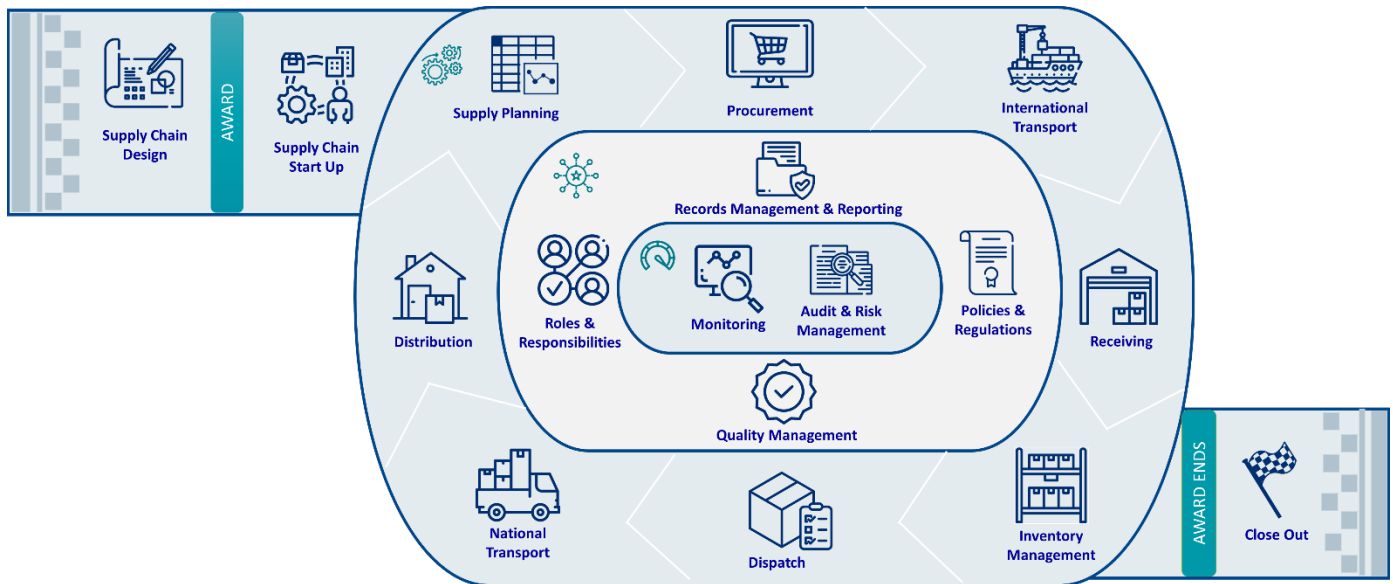 Supply Chain
Design
AWARD
Supply Chain
Start Up
Supply Planning
Procurement
International
Transport
Records Management & Reporting
Roles &
Responsibilities
Monitoring
Audit & Risk
Management
Policies &
Regulations
Quality Management
Distribution
Receiving
National
Transport
Dispatch
Inventory
Management
AWARD ENDS
Close Out